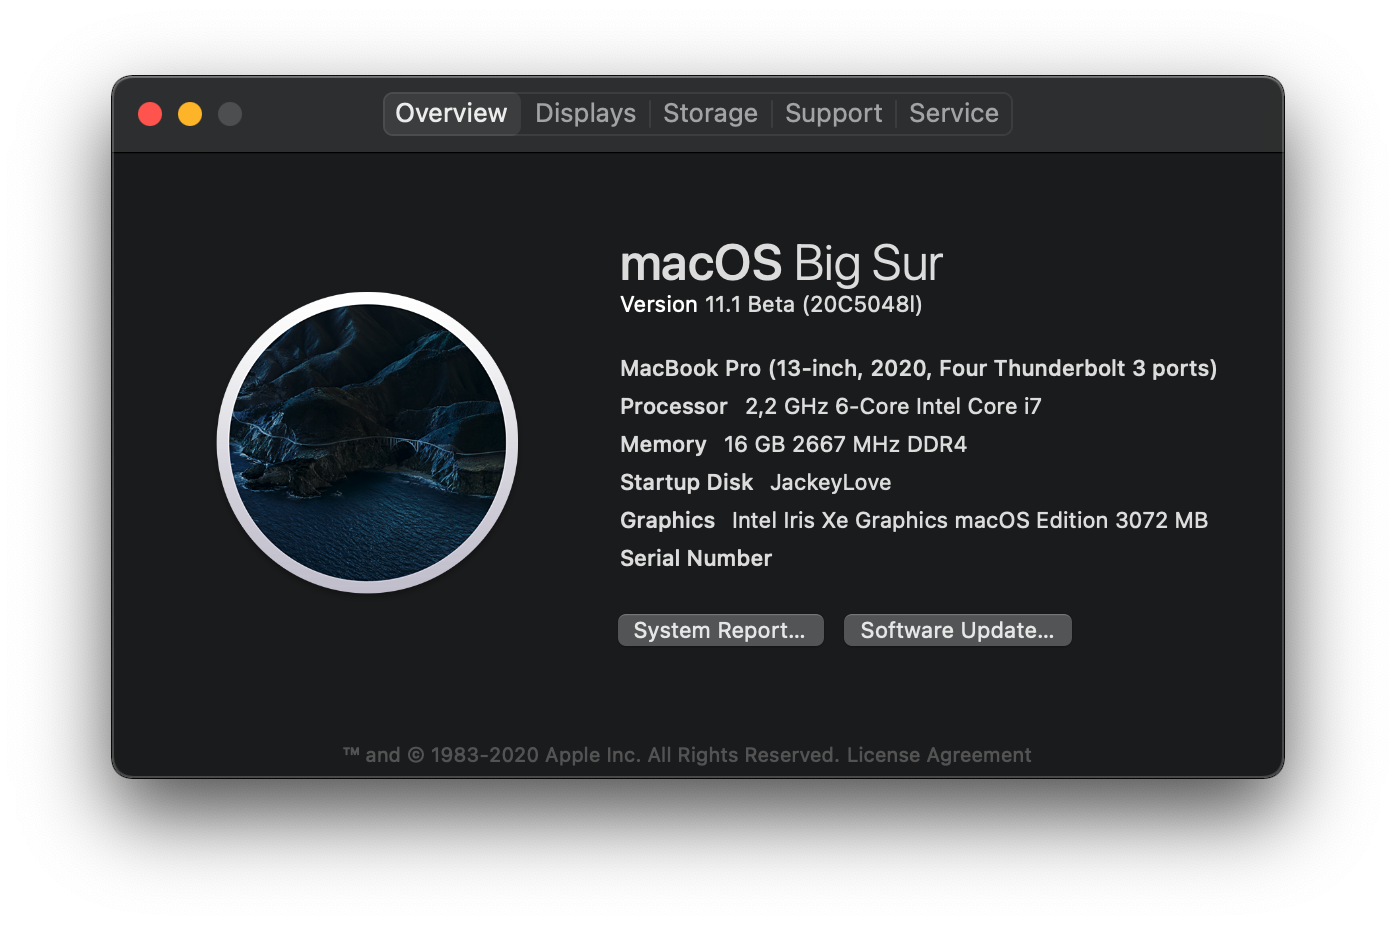 Overview Displays Storage Support Service
macOS Big Sur
Version 11.1 Beta (20C5048l)
MacBook Pro (13-inch, 2020, Four Thunderbolt 3 ports)
Processor 2,2 GHz 6-Core Intel Core i7
Memory 16 GB 2667 MHz DDR4
Startup Disk JackeyLove
Graphics Intel Iris Xe Graphics macOS Edition 3072 MB
Serial Number
System Report... Software Update...
™ and © 1983-2020 Apple Inc. All Rights Reserved. License Agreement